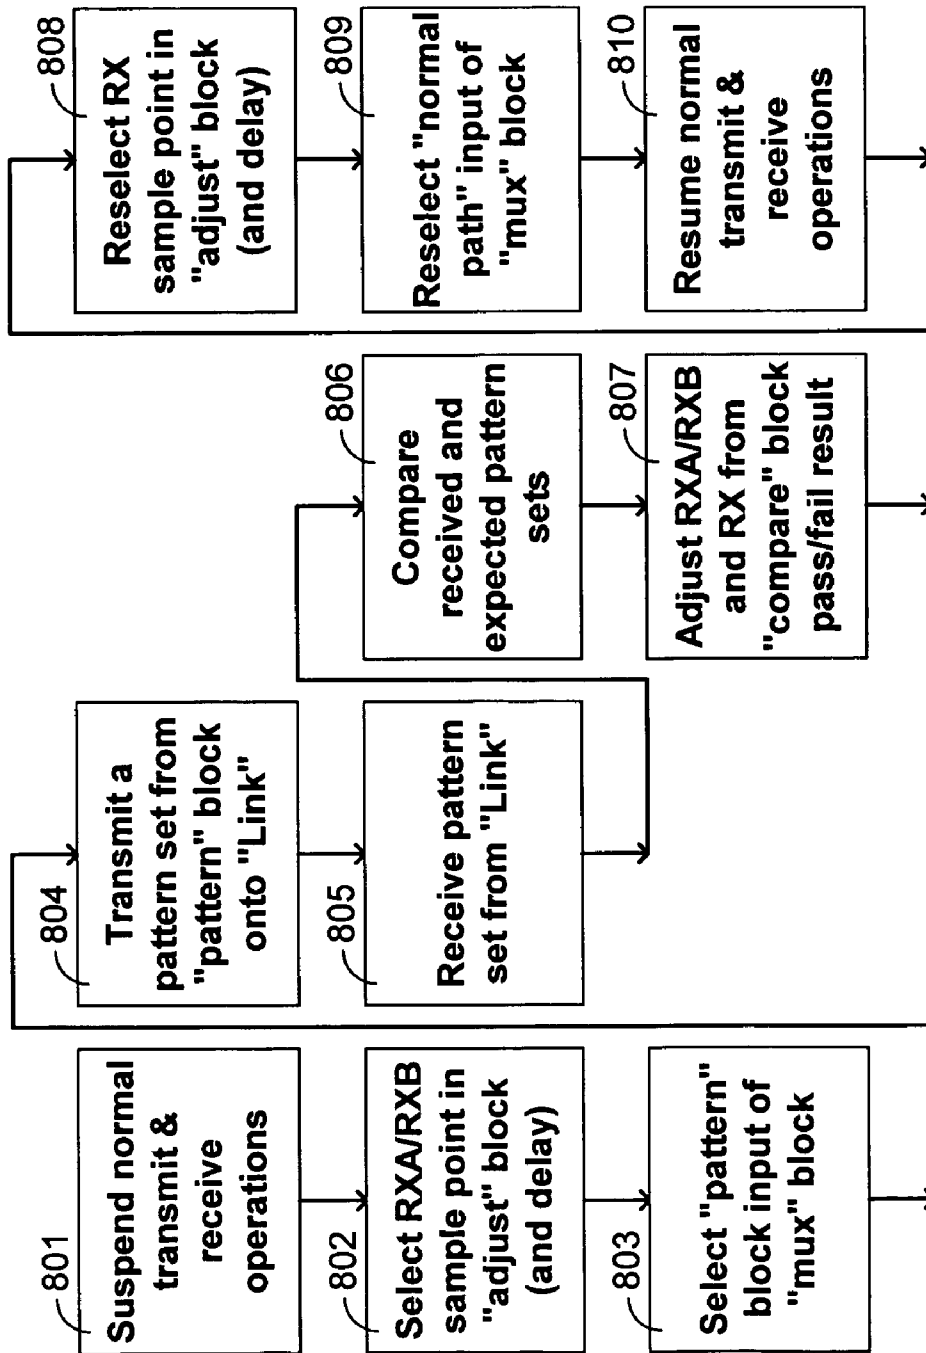 801
Suspend normal
transmit &
receive
operations
802
Select RXA/RXB
sample point in
"adjust" block
(and delay)
803
Select "pattern"
block input of
"mux" block
804
Transmit a
pattern set from
"pattern" block
onto "Link"
805
Receive pattern
set from "Link"
806
Compare
received and
expected pattern
sets
807
Adjust RXA/RXB
and RX from
"compare" block
pass/fail result
808
Reselect RX
sample point in
"adjust" block
(and delay)
809
Reselect "normal
path" input of
"mux" block
810
Resume normal
transmit &
receive
operations